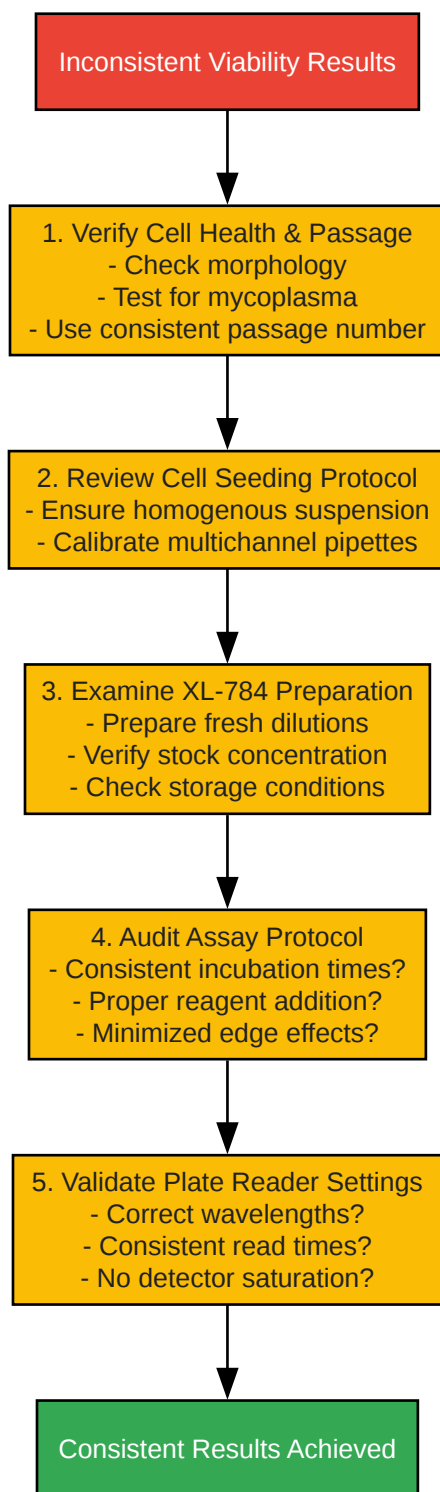 Inconsistent Viability Results
1. Verify Cell Health & Passage
- Check morphology
- Test for mycoplasma
- Use consistent passage number
2. Review Cell Seeding Protocol
- Ensure homogenous suspension
- Calibrate multichannel pipettes
3. Examine XL-784 Preparation
- Prepare fresh dilutions
- Verify stock concentration
- Check storage conditions
4. Audit Assay Protocol
- Consistent incubation times?
- Proper reagent addition?
- Minimized edge effects?
5. Validate Plate Reader Settings
- Correct wavelengths?
- Consistent read times?
- No detector saturation?
Consistent Results Achieved